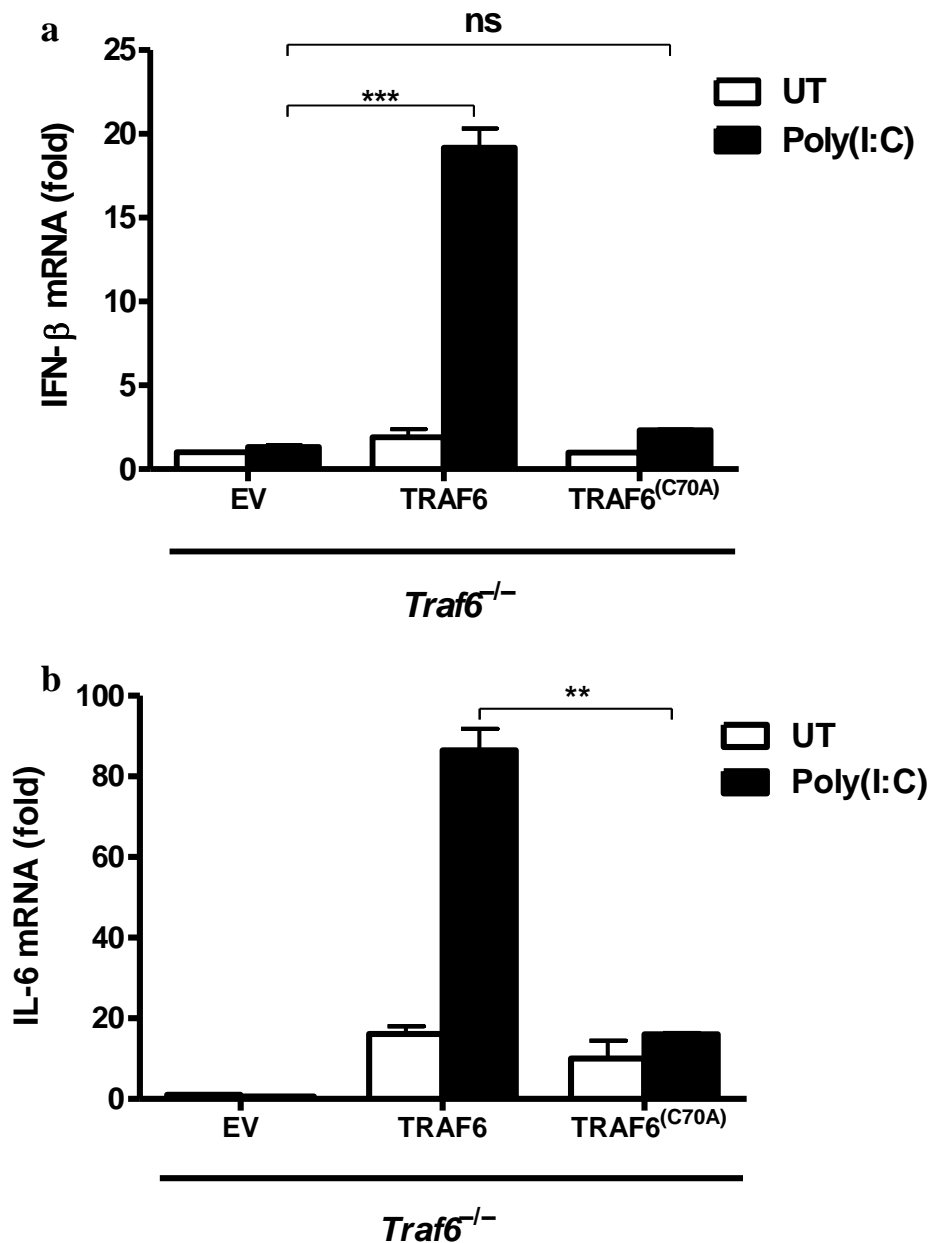 a
ns
***
UT
Poly(I:C)
IFN-β mRNA (fold)
25
20
15
10
5
0
EV TRAF6 TRAF6(C70A)
Traf6–/–
b
**
UT
Poly(I:C)
IL-6 mRNA (fold)
100
80
60
40
20
0
EV TRAF6 TRAF6(C70A)
Traf6–/–